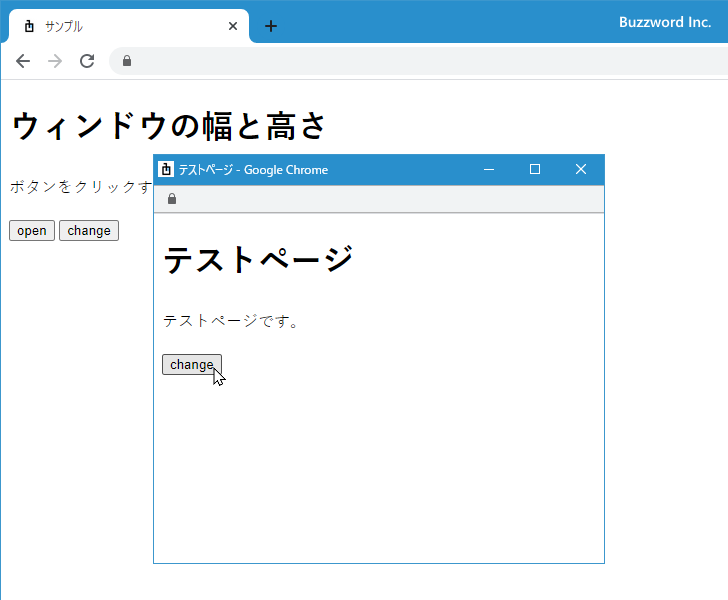 サンプル
Buzzword Inc.
ウィンドウの幅と高さ
ボタンをクリックす
open change
テストページ - Google Chrome
テストページ
テストページです。
change